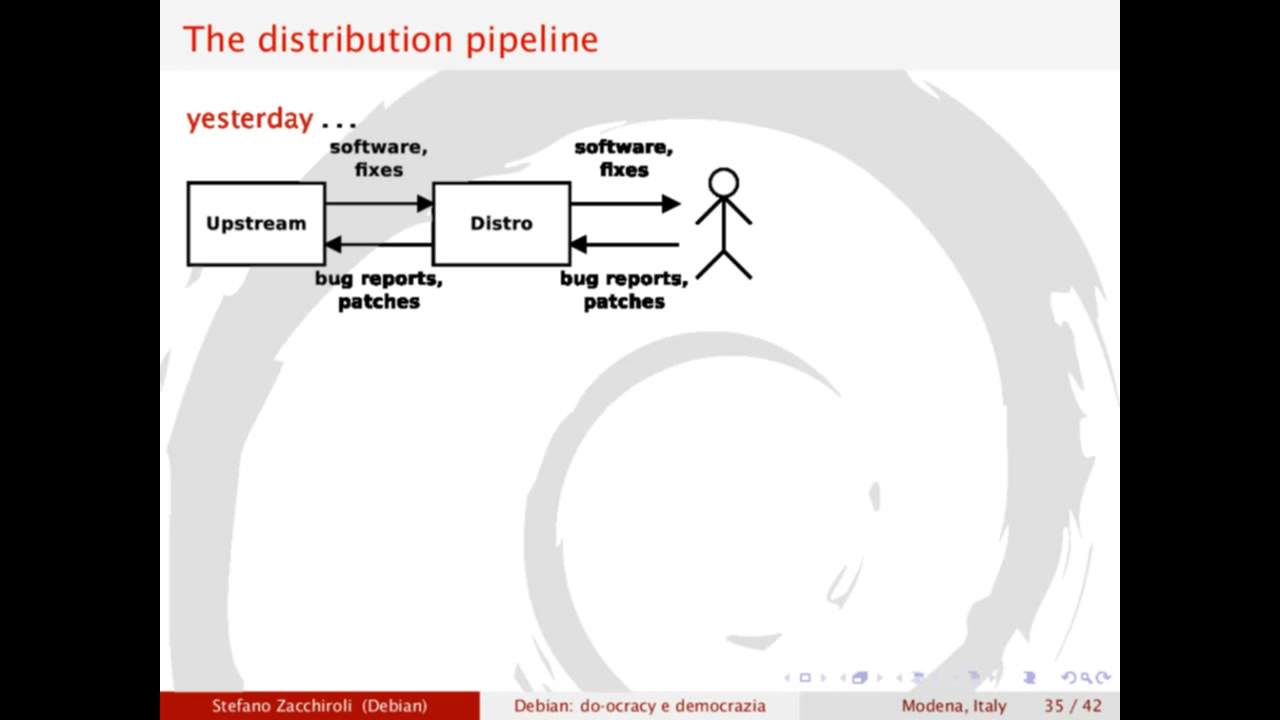 The distribution pipeline
yesterday ...
software,
fixes
software,
fixes
Upstream
Distro
bug reports,
patches
bug reports,
patches
Stefano Zacchiroli (Debian)
Debian: do-ocracy e democrazia
Modena, Italy
35 / 42